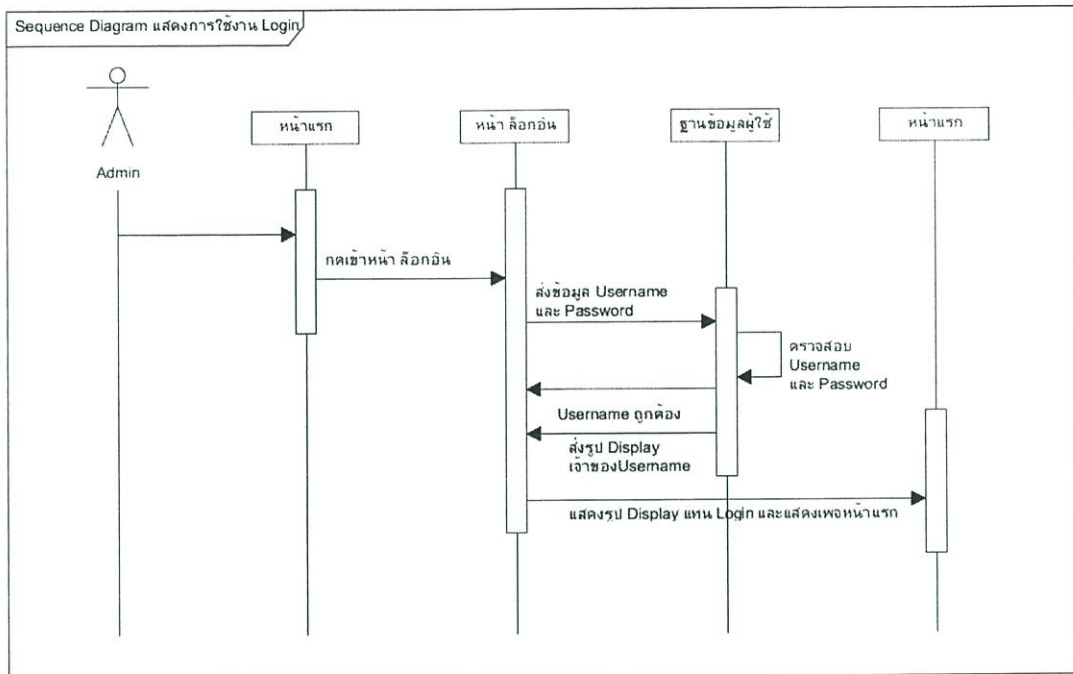 Sequence Diagram แสดงการใช้งาน Login
Admin
หน้าแรก
หน้า ล็อกอิน
ฐานข้อมูลผู้ใช้
หน้าแรก
กดเข้าหน้า ล็อกอิน
ส่งข้อมูล Username
และ Password
ตรวจสอบ
Username
และ Password
Username ถูกต้อง
ส่งรูป Display
เจ้าของUsername
แสดงรูป Display แทน Login และแสดงเพจหน้าแรก